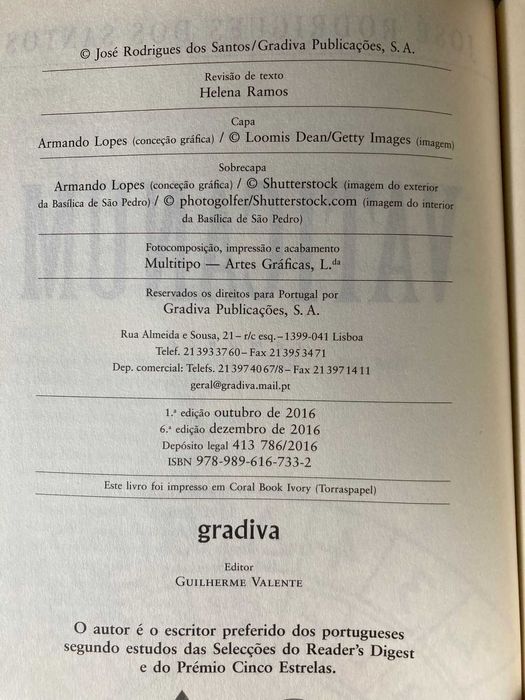 © José Rodrigues dos Santos/Gradiva Publicações, S. A.
Revisão de texto
Helena Ramos
Capa
Armando Lopes (conceção gráfica) / © Loomis Dean/Getty Images (imagem)
Sobrecapa
Armando Lopes (conceção gráfica) / © Shutterstock (imagem do exterior
da Basílica de São Pedro) / © photogolfer/Shutterstock.com (imagem do interior
da Basílica de São Pedro)
Fotocomposição, impressão e acabamento
Multitipo — Artes Gráficas, L.da
Reservados os direitos para Portugal por
Gradiva Publicações, S. A.
Rua Almeida e Sousa, 21 – r/c esq. – 1399-041 Lisboa
Telef. 21 393 37 60 – Fax 21 395 34 71
Dep. comercial: Telefs. 21 397 40 67/8 – Fax 21 397 14 11
geral@gradiva.mail.pt
1.ª edição outubro de 2016
6.ª edição dezembro de 2016
Depósito legal 413 786/2016
ISBN 978-989-616-733-2
Este livro foi impresso em Coral Book Ivory (Torraspapel)
gradiva
Editor
GUILHERME VALENTE
O autor é o escritor preferido dos portugueses
segundo estudos das Selecções do Reader's Digest
e do Prémio Cinco Estrelas.